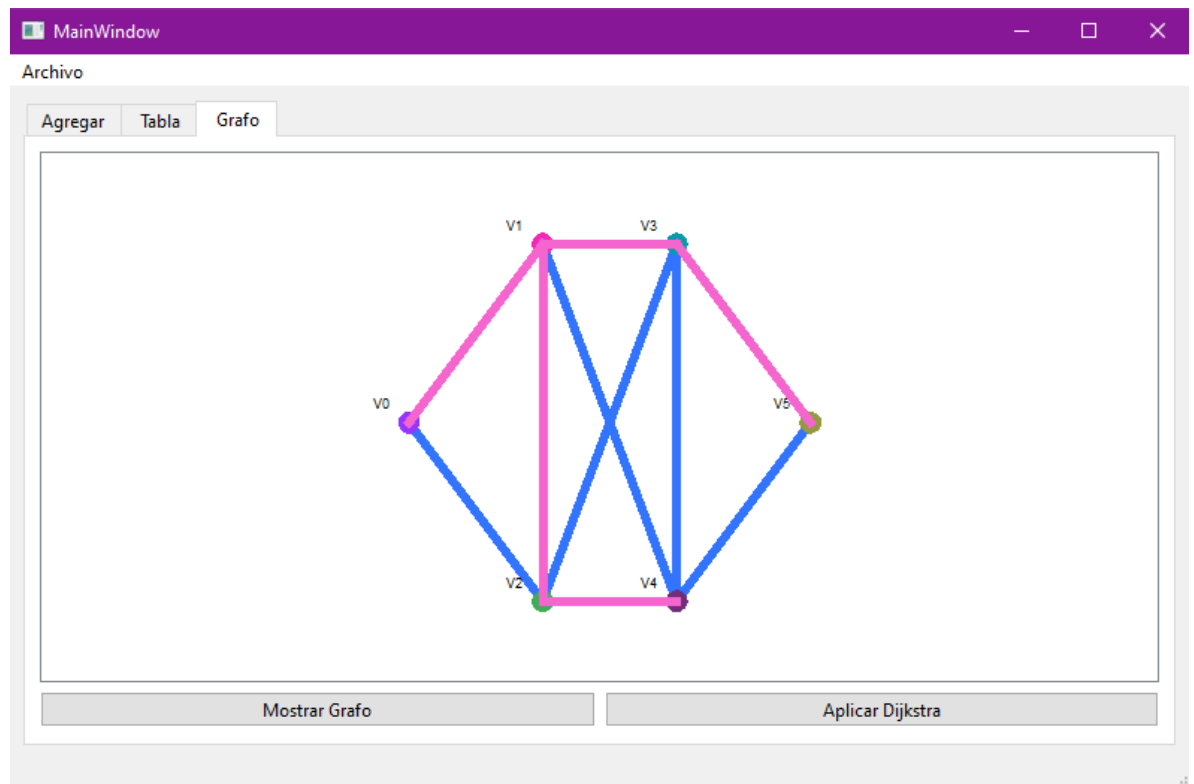 MainWindow
Archivo
Agregar Tabla Grafo
V1 V3
V0 V5
V2 V4
Mostrar Grafo Aplicar Dijkstra